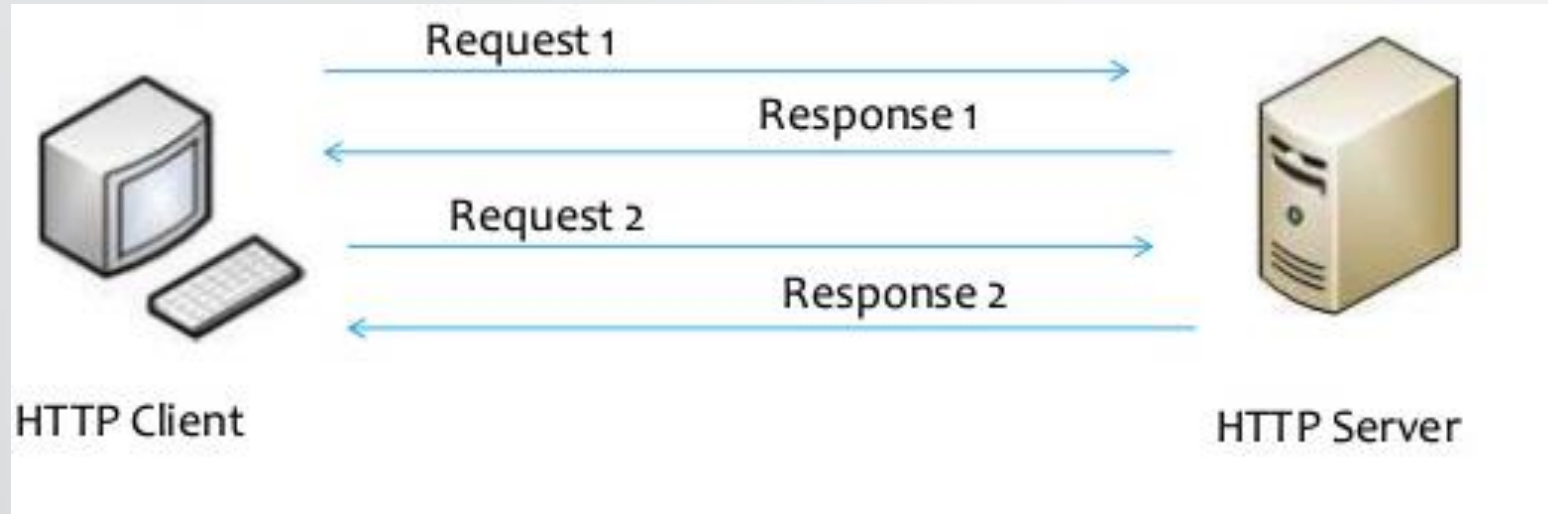 Request 1
Response 1
Request 2
Response 2
HTTP Client
HTTP Server